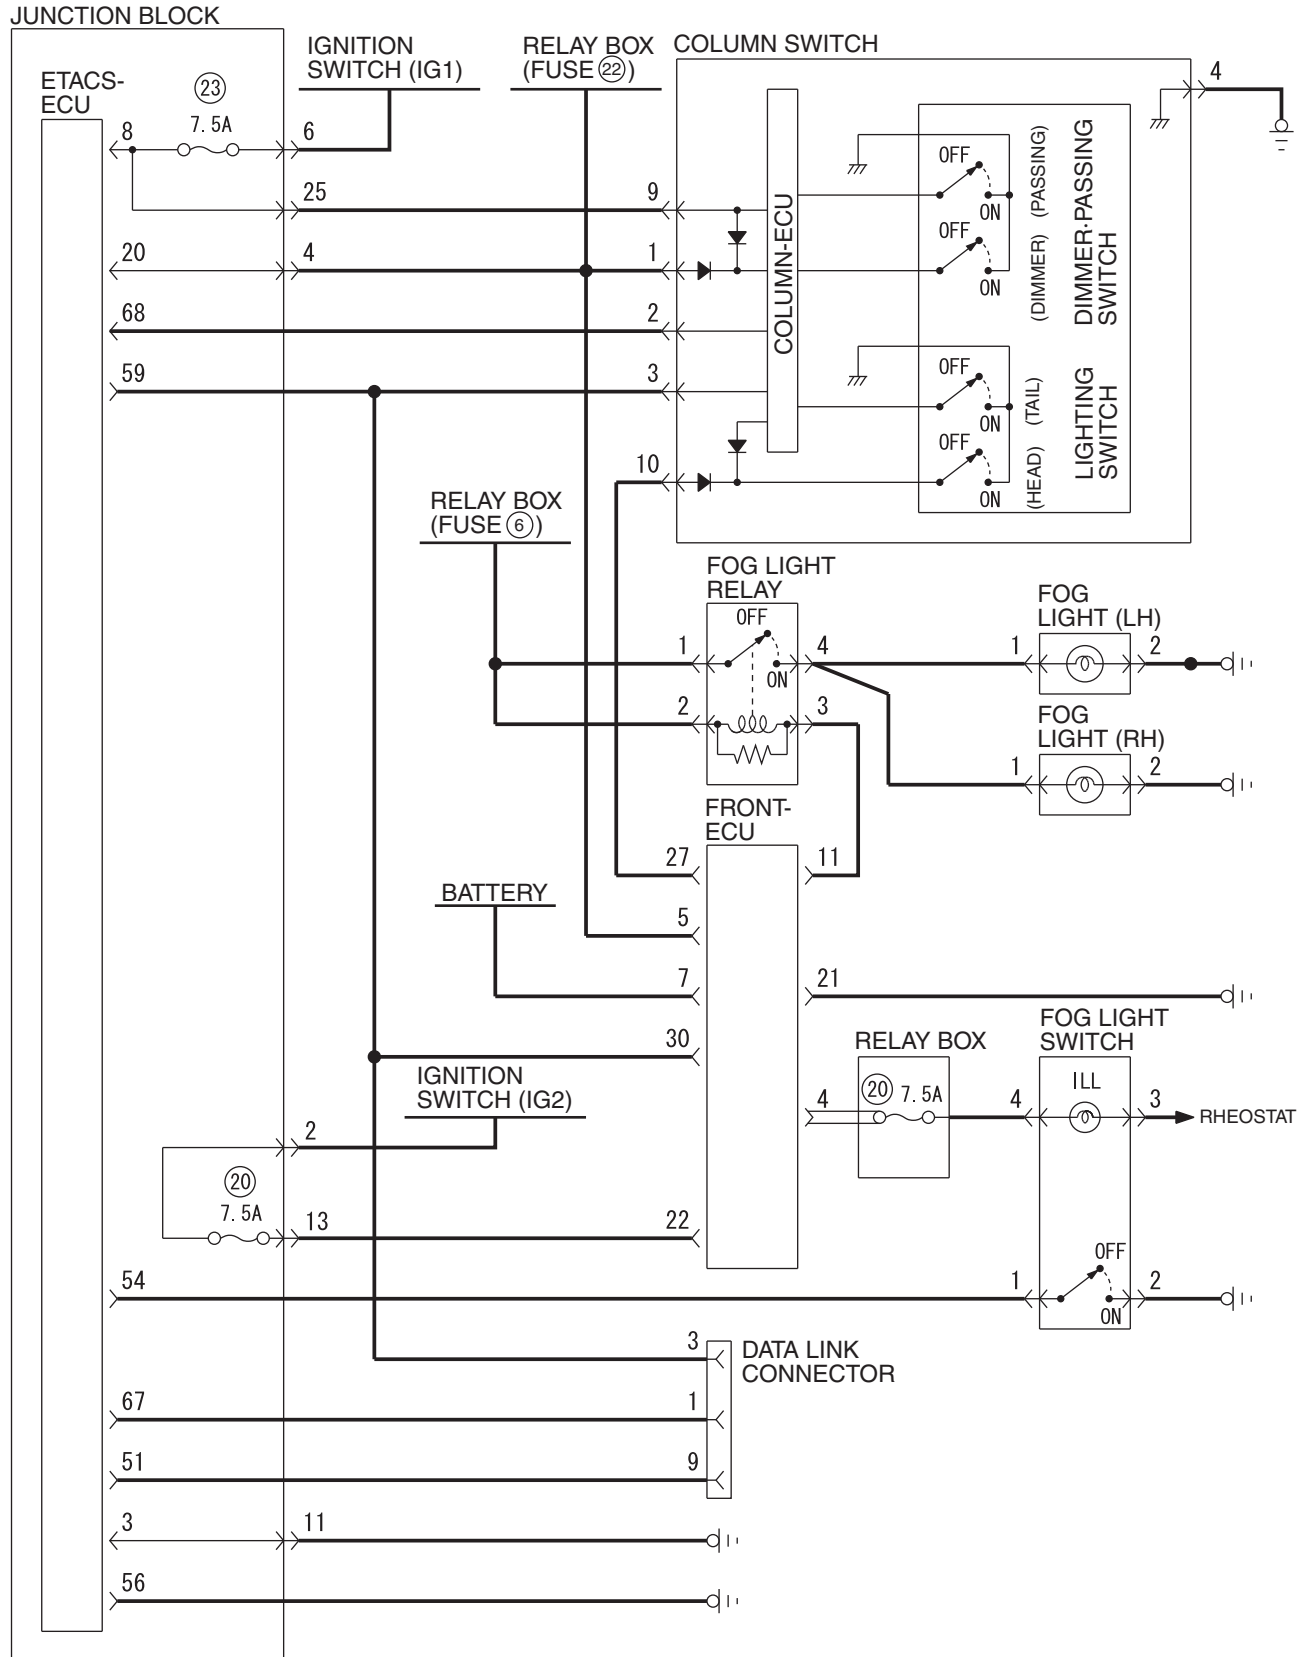 JUNCTION BLOCK
IGNITION
SWITCH (IG1)
RELAY BOX
(FUSE 22)
COLUMN SWITCH
ETACS-
ECU
23
7.5A
8
6
4
25
9
20
4
1
68
2
59
3
10
COLUMN-ECU
OFF
ON
(PASSING)
OFF
ON
(DIMMER)
DIMMER·PASSING
SWITCH
OFF
ON
(TAIL)
OFF
ON
(HEAD)
LIGHTING
SWITCH
RELAY BOX
(FUSE 6)
FOG LIGHT
RELAY
OFF
ON
1
4
2
3
FOG
LIGHT (LH)
1
2
FOG
LIGHT (RH)
1
2
FRONT-
ECU
27
11
BATTERY
5
7
21
30
IGNITION
SWITCH (IG2)
RELAY BOX
4
20
7.5A
FOG LIGHT
SWITCH
ILL
4
3
RHEOSTAT
2
20
7.5A
13
22
54
1
OFF
ON
2
3
DATA LINK
CONNECTOR
67
1
51
9
3
11
56